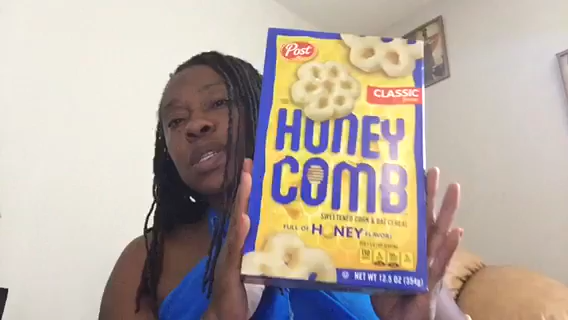 Post
CLASSIC
HONEY
COMB
SWEETENED CORN & OAT CEREAL
FULL OF HONEY FLAVOR!
NET WT 12.5 OZ (354g)